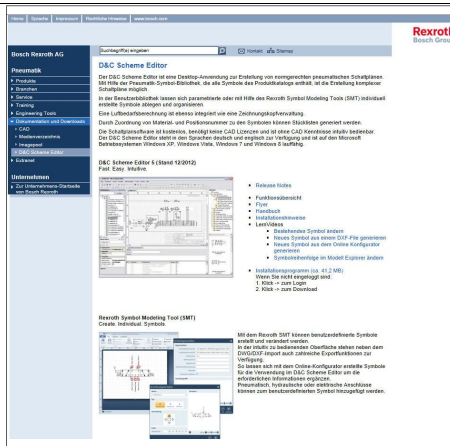 Home | Sprache | Impressum | Rechtliche Hinweise | www.bosch.com
Rexroth
Bosch Group
Bosch Rexroth AG
Suchbegriff(e) eingeben
Kontakt
Sitemap
Pneumatik
Produkte
Branchen
Service
Training
Engineering Tools
Dokumentation und Downloads
CAD
Medienverzeichnis
Imagepool
D&C Scheme Editor
Extranet
Unternehmen
Zur Unternehmens-Startseite
von Bosch Rexroth
D&C Scheme Editor
Der D&C Scheme Editor ist eine Desktop-Anwendung zur Erstellung von normgerechten pneumatischen Schaltplänen.
Mit Hilfe der Pneumatik-Symbol-Bibliothek, die alle Symbole des Produktkatalogs enthält, ist die Erstellung komplexer
Schaltpläne möglich.
In der Benutzerbibliothek lassen sich parametrierte oder mit Hilfe des Rexroth Symbol Modeling Tools (SMT) individuell
erstellte Symbole ablegen und organisieren.
Eine Luftbedarfsberechnung ist ebenso integriert wie eine Zeichnungskopfverwaltung.
Durch Zuordnung von Material- und Positionsnummer zu den Symbolen können Stücklisten generiert werden.
Die Schaltplansoftware ist kostenlos, benötigt keine CAD Lizenzen und ist ohne CAD Kenntnisse intuitiv bedienbar.
Der D&C Scheme Editor steht in den Sprachen deutsch und englisch zur Verfügung und ist auf den Microsoft
Betriebssystemen Windows XP, Windows Vista, Windows 7 und Windows 8 lauffähig.
D&C Scheme Editor 5 (Stand 12/2012)
Fast. Easy. Intuitive.
Release Notes
Funktionsübersicht
Flyer
Handbuch
Installationshinweise
LernVideos
Bestehendes Symbol ändern
Neues Symbol aus einem DXF-File generieren
Neues Symbol aus dem Online Konfigurator
generieren
Symbolreihenfolge im Modell Explorer ändern
Installationsprogramm (ca. 41,2 MB)
Wenn Sie nicht eingeloggt sind:
1. Klick -> zum Login
2. Klick -> zum Download
Rexroth Symbol Modeling Tool (SMT)
Create. Individual. Symbols.
Mit dem Rexroth SMT können benutzerdefinierte Symbole
erstellt und verändert werden.
In der intuitiv zu bedienenden Oberfläche stehen neben dem
DWG/DXF-Import auch zahlreiche Exportfunktionen zur
Verfügung.
So lassen sich mit dem Online-Konfigurator erstellte Symbole
für die Verwendung im D&C Scheme Editor um die
erforderlichen Informationen ergänzen.
Pneumatisch, hydraulische oder elektrische Anschlüsse
können zum benutzerdefinierten Symbol hinzugefügt werden.